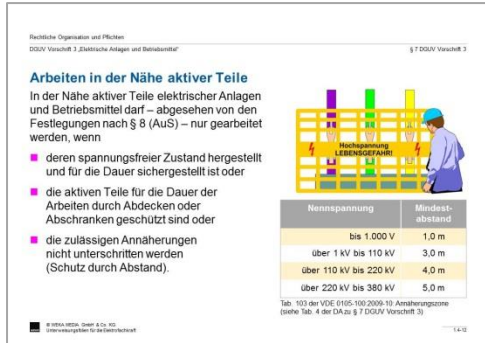 Rechtliche Organisation und Pflichten
DGUV Vorschrift 3 „Elektrische Anlagen und Betriebsmittel“
§ 7 DGUV Vorschrift 3
Arbeiten in der Nähe aktiver Teile
In der Nähe aktiver Teile elektrischer Anlagen
und Betriebsmittel darf – abgesehen von den
Festlegungen nach § 8 (AuS) – nur gearbeitet
werden, wenn
deren spannungsfreier Zustand hergestellt
und für die Dauer sichergestellt ist oder
die aktiven Teile für die Dauer der
Arbeiten durch Abdecken oder
Abschranken geschützt sind oder
die zulässigen Annäherungen
nicht unterschritten werden
(Schutz durch Abstand).
Hochspannung
LEBENSGEFAHR!
Nennspannung Mindest-
abstand
bis 1.000 V 1,0 m
über 1 kV bis 110 kV 3,0 m
über 110 kV bis 220 kV 4,0 m
über 220 kV bis 380 kV 5,0 m
Tab. 103 der VDE 0105-100:2009-10: Annäherungszone
(siehe Tab. 4 der DA zu § 7 DGUV Vorschrift 3)
© WEKA MEDIA GmbH & Co. KG
Unterweisungsfolien für die Elektrofachkraft
1.4-12